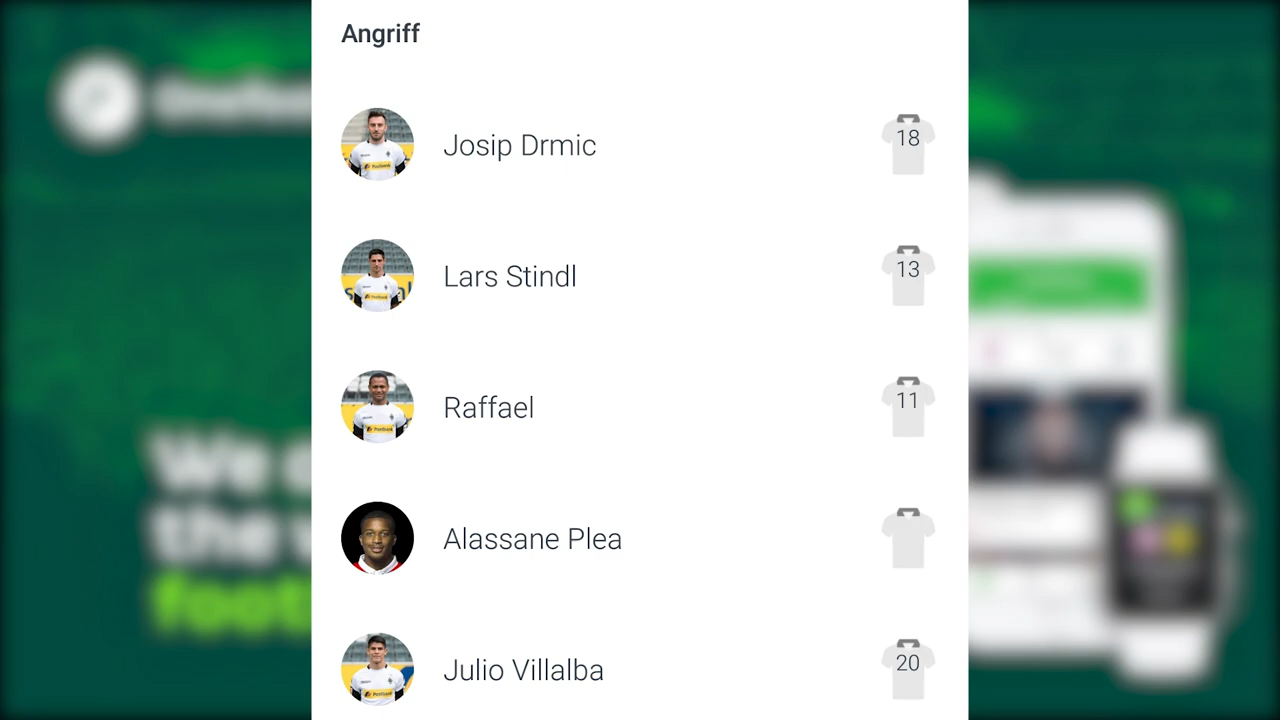 Angriff
Josip Drmic
18
Lars Stindl
13
Raffael
11
Alassane Plea
Julio Villalba
20